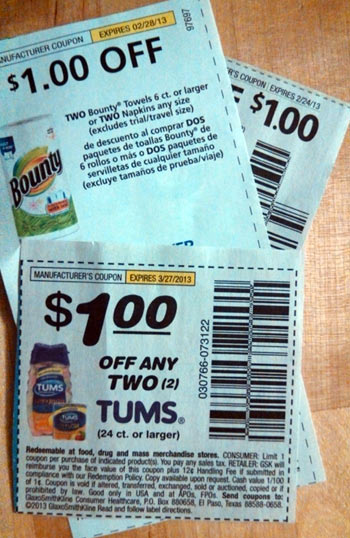 MANUFACTURER COUPON EXPIRES 02/28/13
97697
$1.00 OFF
TWO Bounty® Towels 6 ct. or larger
or TWO Napkins any size
(excludes trial/travel size)
de descuento al comprar DOS
paquetes de toallas Bounty® de
6 rollos o más o DOS paquetes de
servilletas de cualquier tamaño
(excluye tamaños de prueba/viaje)
Bounty
COUPON EXPIRES 2/24/13
$1.00
MANUFACTURER'S COUPON EXPIRES 3/27/2013
$1.00
OFF ANY
TWO (2)
TUMS®
(24 ct. or larger)
TUMS
TUMS
030766-073122
Redeemable at food, drug and mass merchandise stores. CONSUMER: Limit 1
coupon per purchase of indicated product(s). You pay any sales tax. RETAILER: GSK will
reimburse you the face value of this coupon plus 12¢ Handling Fee if submitted in
compliance with our Redemption Policy. Copy available upon request. Cash value 1/100
of 1¢. Coupon is void if altered, transferred, exchanged, sold or auctioned, copied or if
prohibited by law. Good only in USA and at APOs, FPOs. Send coupons to:
GlaxoSmithKline Consumer Healthcare, P.O. Box 880658, El Paso, Texas 88588-0658.
©2013 GlaxoSmithKline Read and follow label directions.